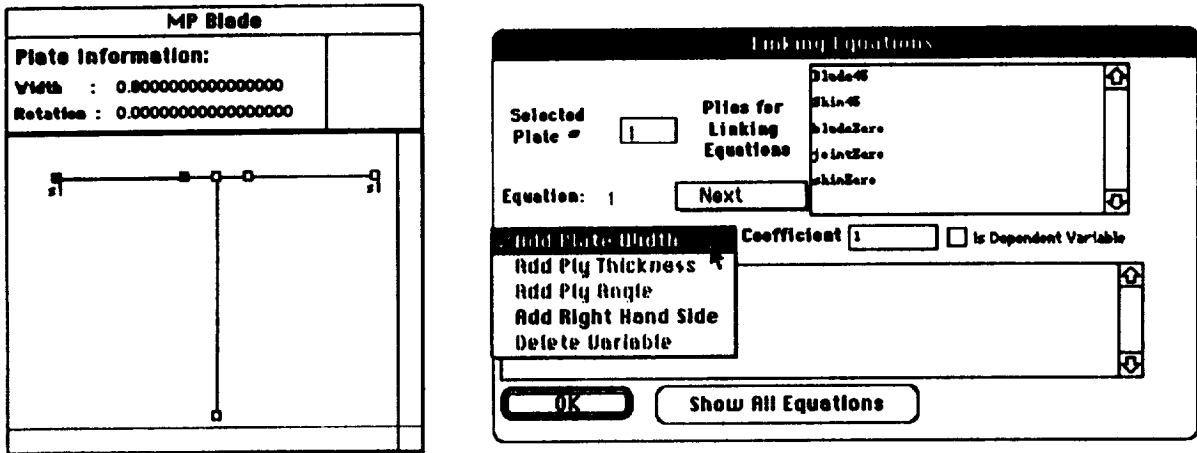 MP Blade
Plate Information:
Width : 0.8000000000000000
Rotation : 0.00000000000000000
s1
s1
Linking Equations
Selected
Plate #
1
Plies for
Linking
Equations
Blade45
Skin45
bladeZero
jointZero
skinZero
Equation: 1
Next
Add Plate Width
Add Ply Thickness
Add Ply Angle
Add Right Hand Side
Delete Variable
Coefficient 1
Is Dependent Variable
OK
Show All Equations